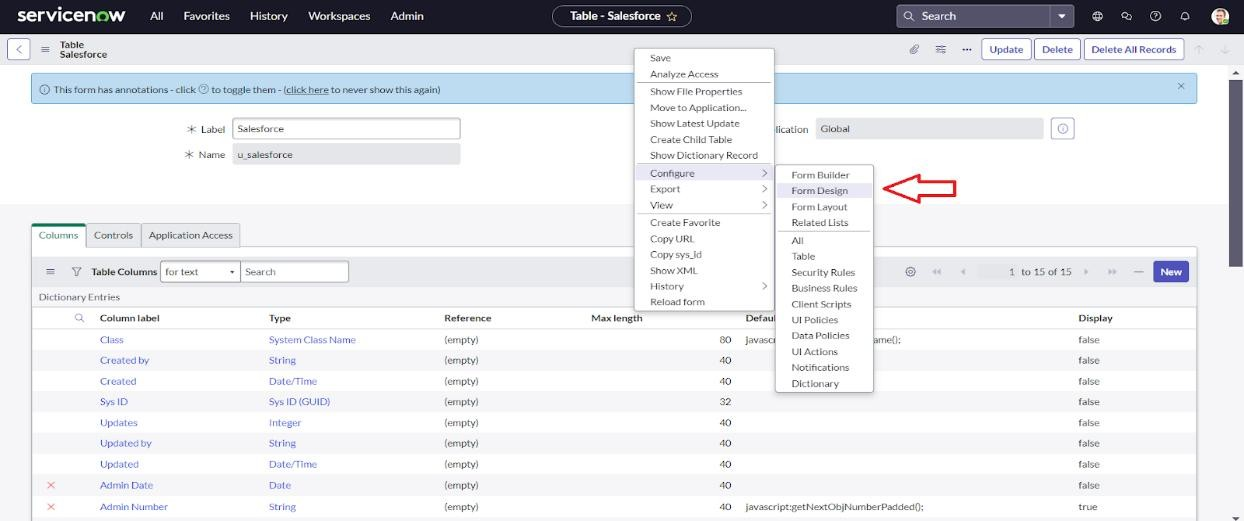 servicenow All Favorites History Workspaces Admin Table - Salesforce Search
Table
Salesforce
Update Delete Delete All Records
This form has annotations - click to toggle them - (click here to never show this again)
Label Salesforce
Name u_salesforce
Global
Save
Analyze Access
Show File Properties
Move to Application...
Show Latest Update
Create Child Table
Show Dictionary Record
Configure
Export
View
Create Favorite
Copy URL
Copy sys_id
Show XML
History
Reload form
Form Builder
Form Design
Form Layout
Related Lists
All
Table
Security Rules
Business Rules
Client Scripts
UI Policies
Data Policies
UI Actions
Notifications
Dictionary
Columns Controls Application Access
Table Columns for text Search 1 to 15 of 15 New
Dictionary Entries
Column label Type Reference Max length Display
Class System Class Name (empty) 80 false
Created by String (empty) 40 false
Created Date/Time (empty) 40 false
Sys ID Sys ID (GUID) (empty) 32 false
Updates Integer (empty) 40 false
Updated by String (empty) 40 false
Updated Date/Time (empty) 40 false
Admin Date Date (empty) 40 false
Admin Number String (empty) 40 javascript:getNextObjNumberPadded(); true